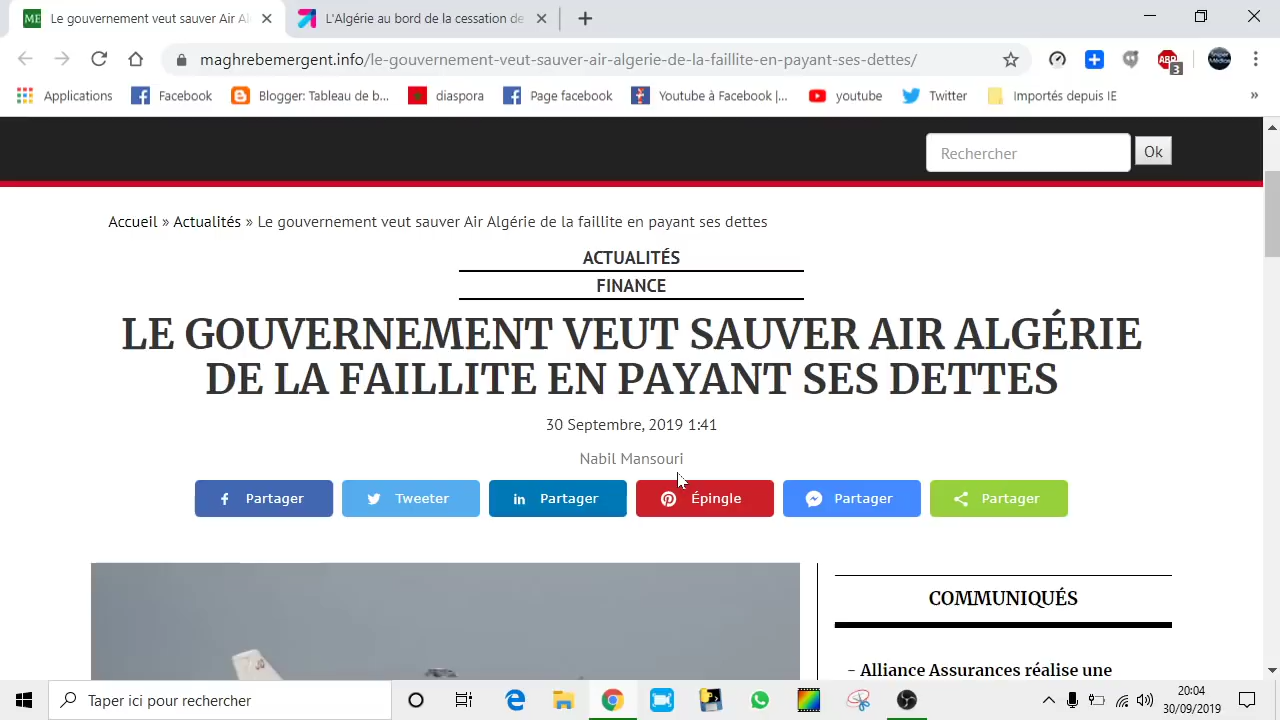 ME Le gouvernement veut sauver Air Al
L'Algérie au bord de la cessation de
maghrebemergent.info/le-gouvernement-veut-sauver-air-algerie-de-la-faillite-en-payant-ses-dettes/
ABP 3
Applications Facebook Blogger: Tableau de b... diaspora Page facebook Youtube à Facebook |... youtube Twitter Importés depuis IE »
Rechercher Ok
Accueil » Actualités » Le gouvernement veut sauver Air Algérie de la faillite en payant ses dettes
ACTUALITÉS
FINANCE
LE GOUVERNEMENT VEUT SAUVER AIR ALGÉRIE
DE LA FAILLITE EN PAYANT SES DETTES
30 Septembre, 2019 1:41
Nabil Mansouri
Partager Tweeter Partager Épingle Partager Partager
COMMUNIQUÉS
- Alliance Assurances réalise une
Taper ici pour rechercher
20:04
30/09/2019